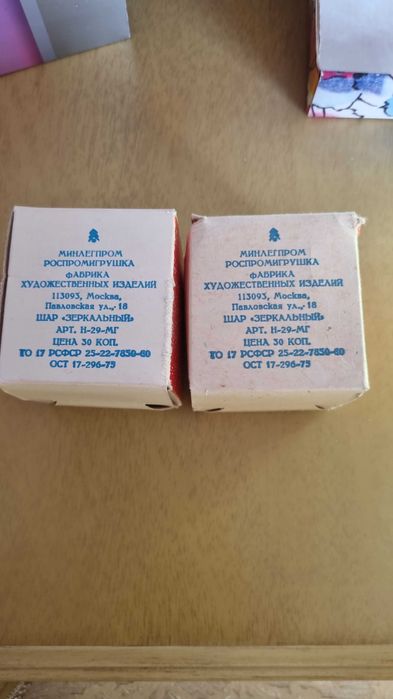 МИНЛЕГПРОМ
РОСПРОМИГРУШКА
ФАБРИКА
ХУДОЖЕСТВЕННЫХ ИЗДЕЛИЙ
113093, Москва,
Павловская ул., 18
ШАР «ЗЕРКАЛЬНЫЙ»
АРТ. Н-29-МГ
ЦЕНА 30 КОП.
ТО 17 РСФСР 25-22-7850-80
ОСТ 17-296-75
МИНЛЕГПРОМ
РОСПРОМИГРУШКА
ФАБРИКА
ХУДОЖЕСТВЕННЫХ ИЗДЕЛИЙ
113093, Москва,
Павловская ул., 18
ШАР «ЗЕРКАЛЬНЫЙ»
АРТ. Н-29-МГ
ЦЕНА 30 КОП.
ТО 17 РСФСР 25-22-7850-80
ОСТ 17-296-75